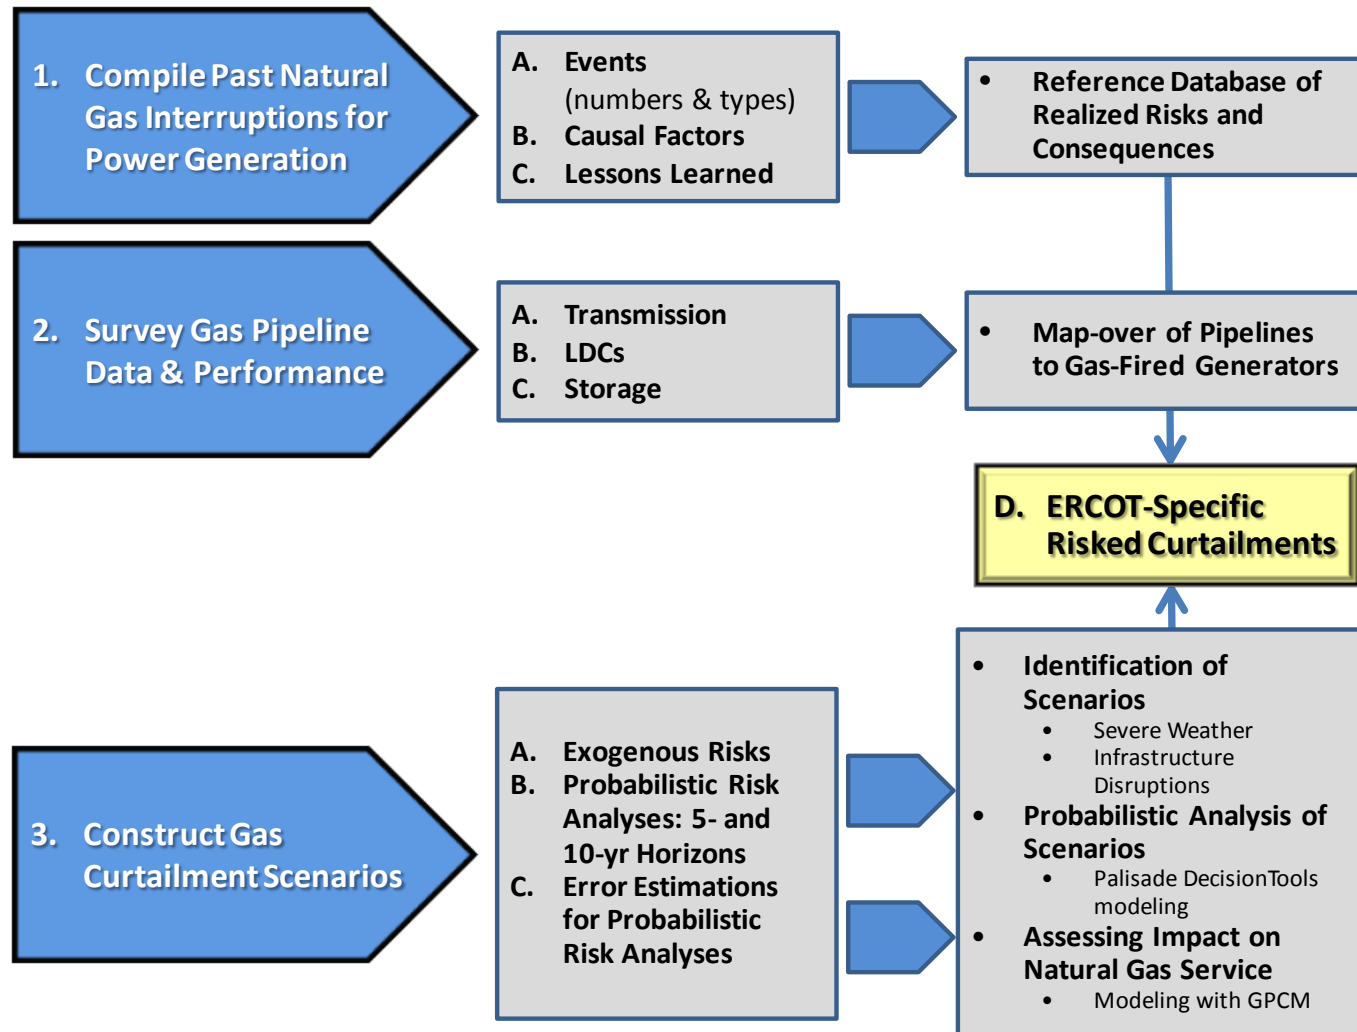 1. Compile Past Natural
Gas Interruptions for
Power Generation
A. Events
(numbers & types)
B. Causal Factors
C. Lessons Learned
• Reference Database of
Realized Risks and
Consequences
2. Survey Gas Pipeline
Data & Performance
A. Transmission
B. LDCs
C. Storage
• Map-over of Pipelines
to Gas-Fired Generators
D. ERCOT-Specific
Risked Curtailments
3. Construct Gas
Curtailment Scenarios
A. Exogenous Risks
B. Probabilistic Risk
Analyses: 5- and
10-yr Horizons
C. Error Estimations
for Probabilistic
Risk Analyses
• Identification of
Scenarios
• Severe Weather
• Infrastructure
Disruptions
• Probabilistic Analysis of
Scenarios
• Palisade DecisionTools
modeling
• Assessing Impact on
Natural Gas Service
• Modeling with GPCM